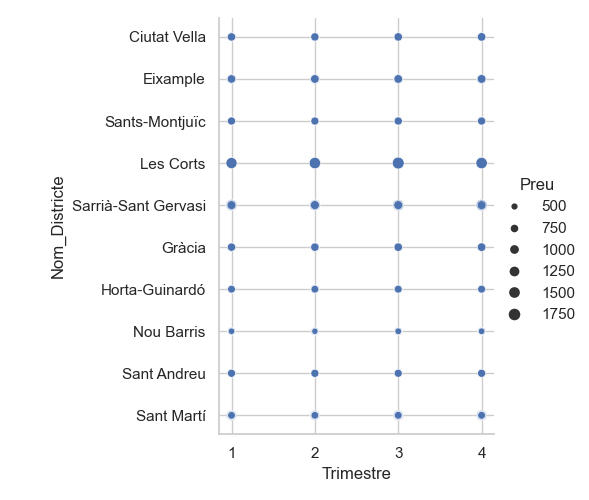 Ciutat Vella
Eixample
Sants-Montjuïc
Les Corts
Sarrià-Sant Gervasi
Gràcia
Horta-Guinardó
Nou Barris
Sant Andreu
Sant Martí
Nom_Districte
1 2 3 4
Trimestre
Preu
500
750
1000
1250
1500
1750